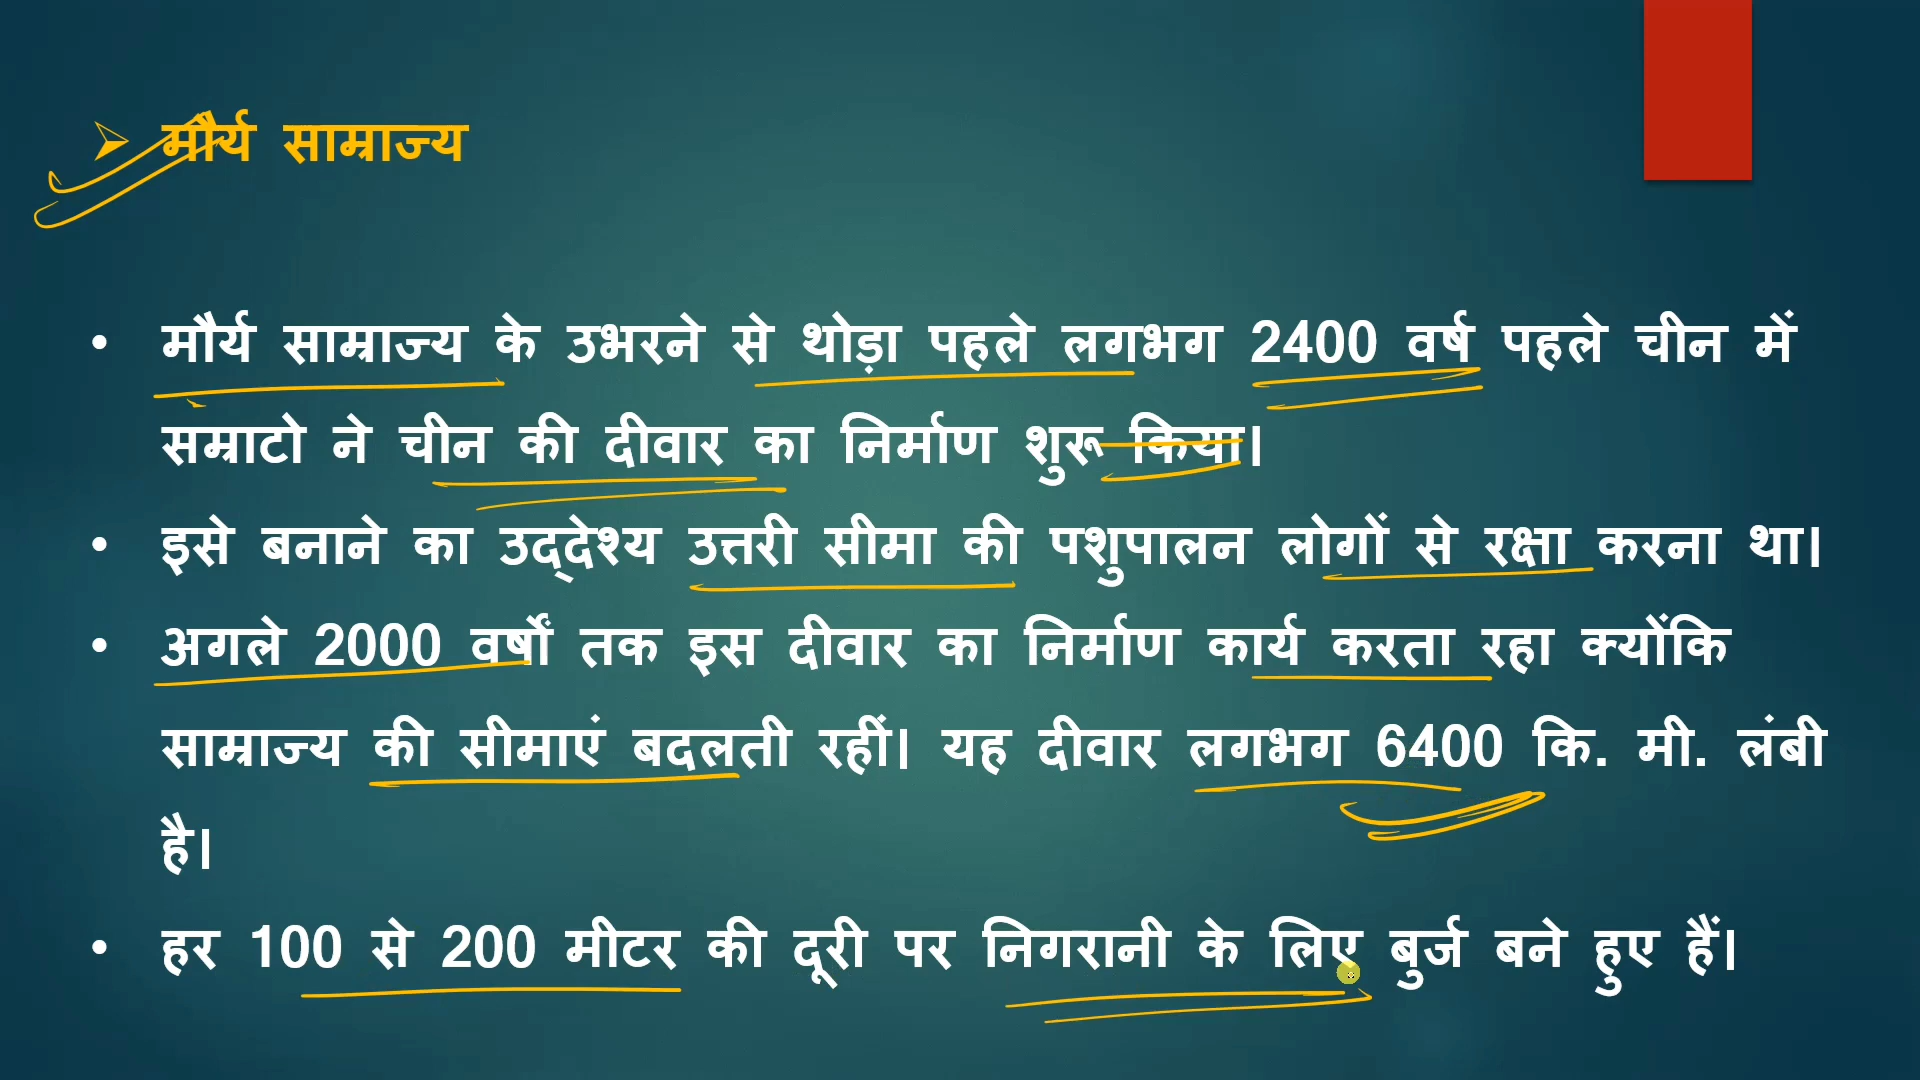 ➢ मौर्य साम्राज्य
• मौर्य साम्राज्य के उभरने से थोड़ा पहले लगभग 2400 वर्ष पहले चीन में
सम्राटो ने चीन की दीवार का निर्माण शुरू किया।
• इसे बनाने का उद्देश्य उत्तरी सीमा की पशुपालन लोगों से रक्षा करना था।
• अगले 2000 वर्षों तक इस दीवार का निर्माण कार्य करता रहा क्योंकि
साम्राज्य की सीमाएं बदलती रहीं। यह दीवार लगभग 6400 कि. मी. लंबी
है।
• हर 100 से 200 मीटर की दूरी पर निगरानी के लिए बुर्ज बने हुए हैं।